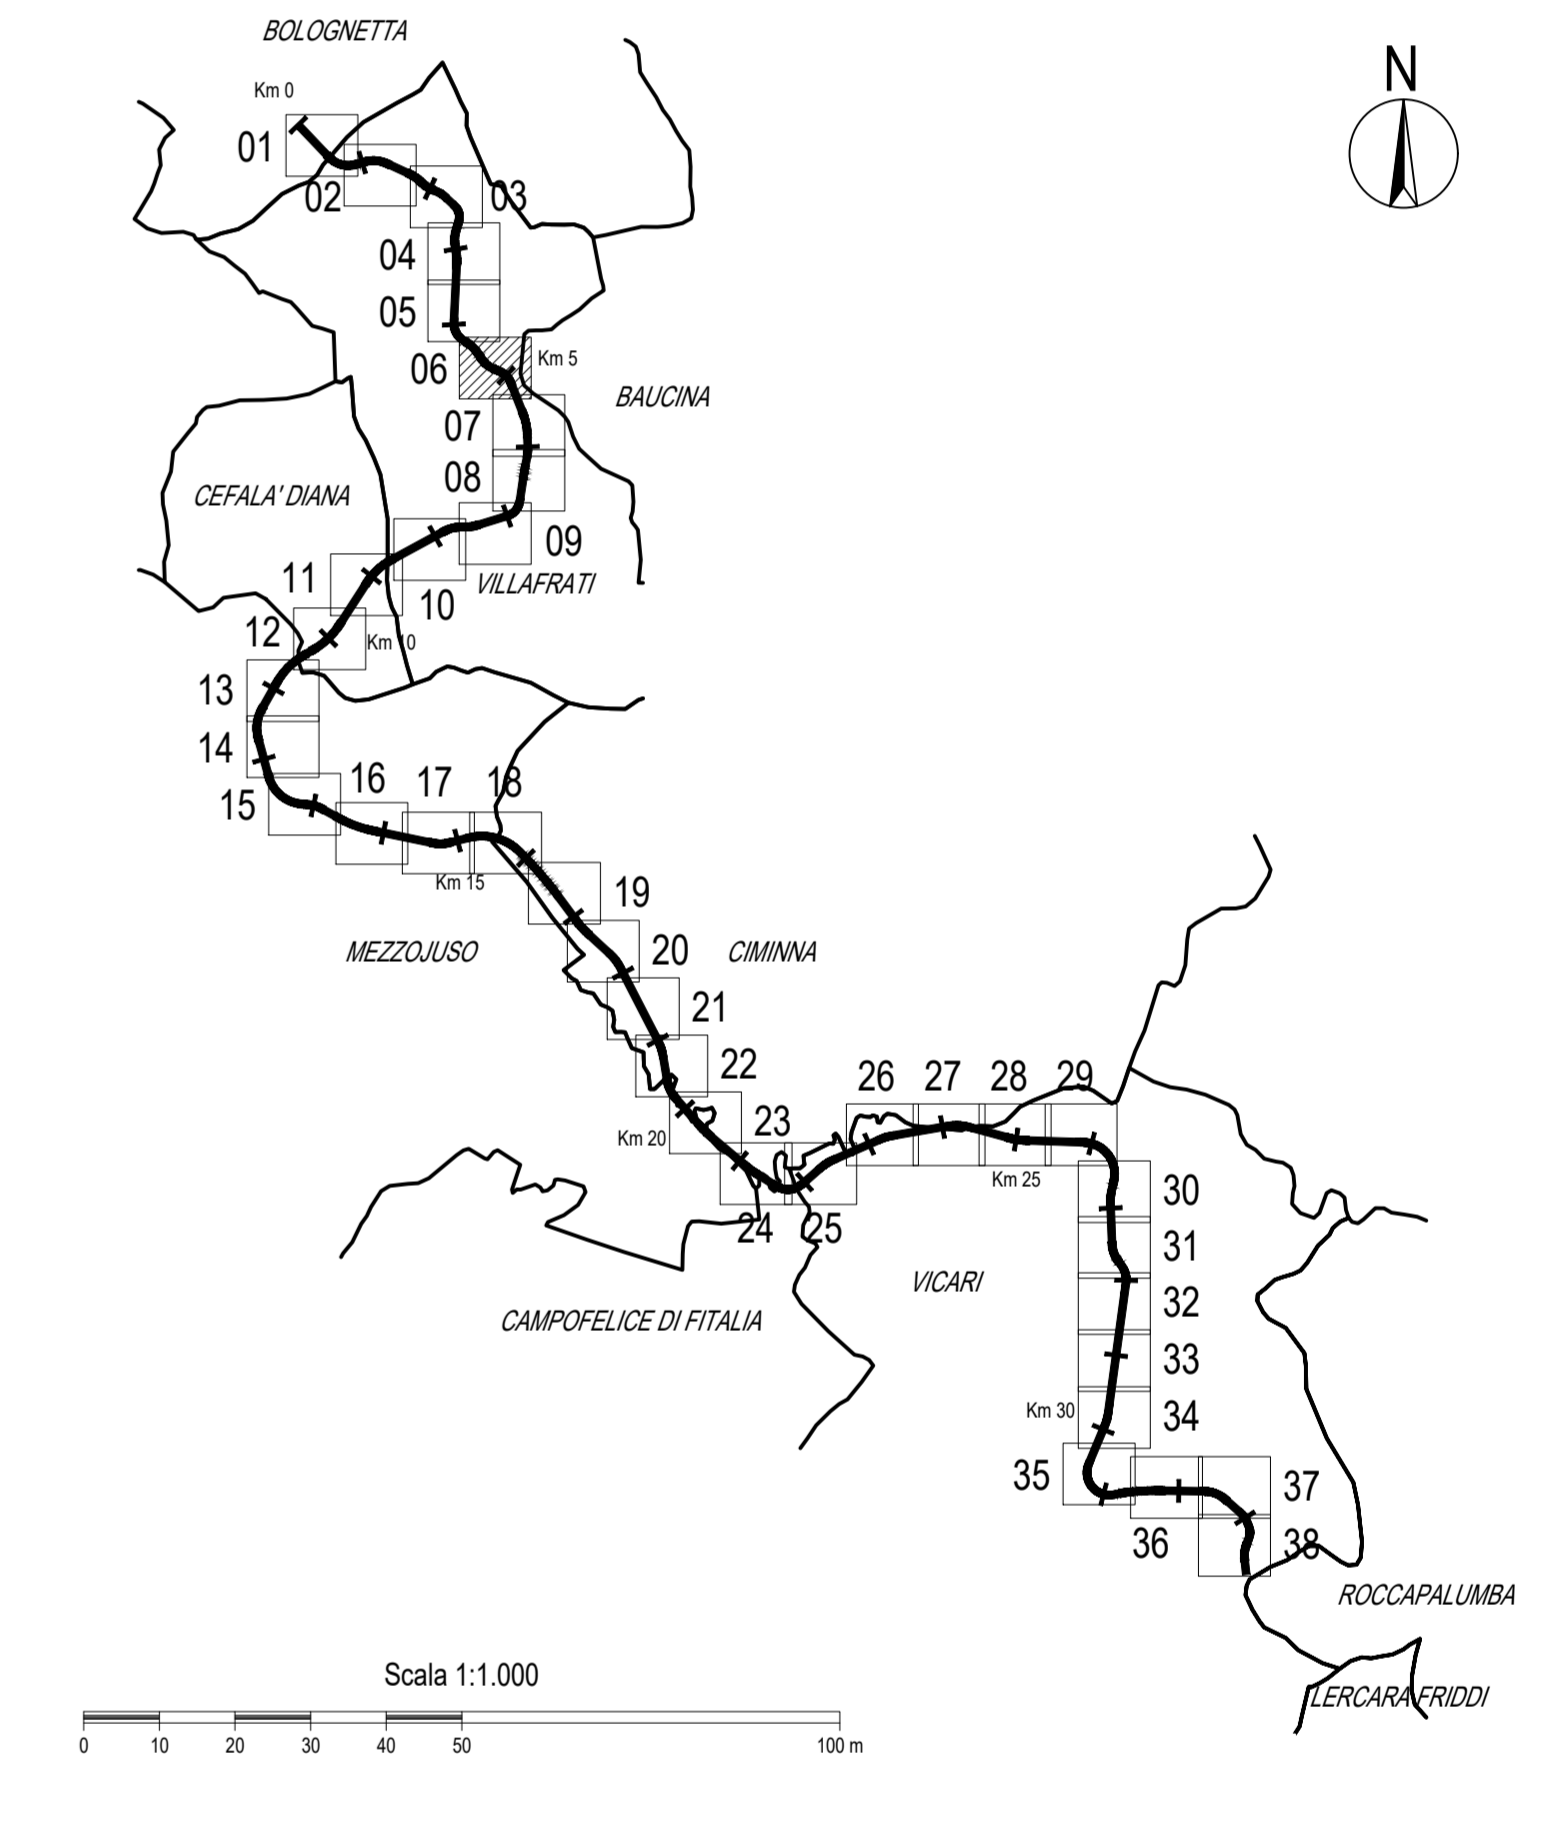 BOLOGNETTA
N
Km 0
01
02
03
04
05
06
Km 5
BAUCINA
07
08
CEFALA' DIANA
09
VILLAFRATI
10
11
12
Km 10
13
14
15
16
17
18
Km 15
19
MEZZOJUSO
20
CIMINNA
21
22
23
Km 20
24
25
26
27
28
29
Km 25
30
31
VICARI
32
CAMPOFELICE DI FITALIA
33
Km 30
34
35
36
37
38
ROCCAPALUMBA
LERCARA FRIDDI
Scala 1:1.000
0 10 20 30 40 50 100 m